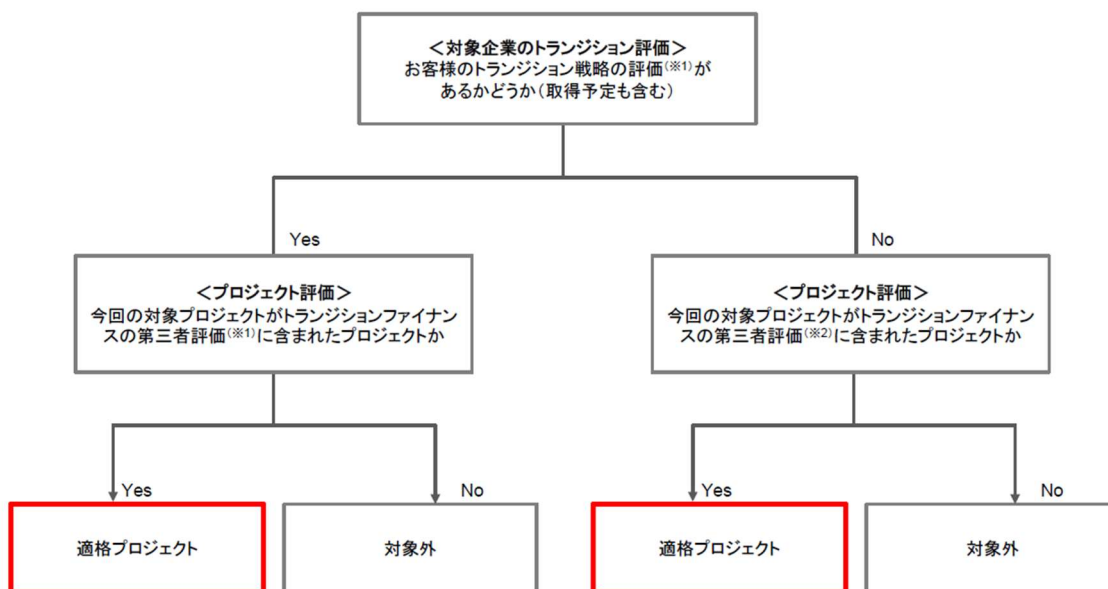 ＜対象企業のトランジション評価＞
お客様のトランジション戦略の評価(※1)が
あるかどうか（取得予定も含む）
Yes
No
＜プロジェクト評価＞
今回の対象プロジェクトがトランジションファイナン
スの第三者評価(※1)に含まれたプロジェクトか
＜プロジェクト評価＞
今回の対象プロジェクトがトランジションファイナン
スの第三者評価(※2)に含まれたプロジェクトか
Yes
No
Yes
No
適格プロジェクト
対象外
適格プロジェクト
対象外